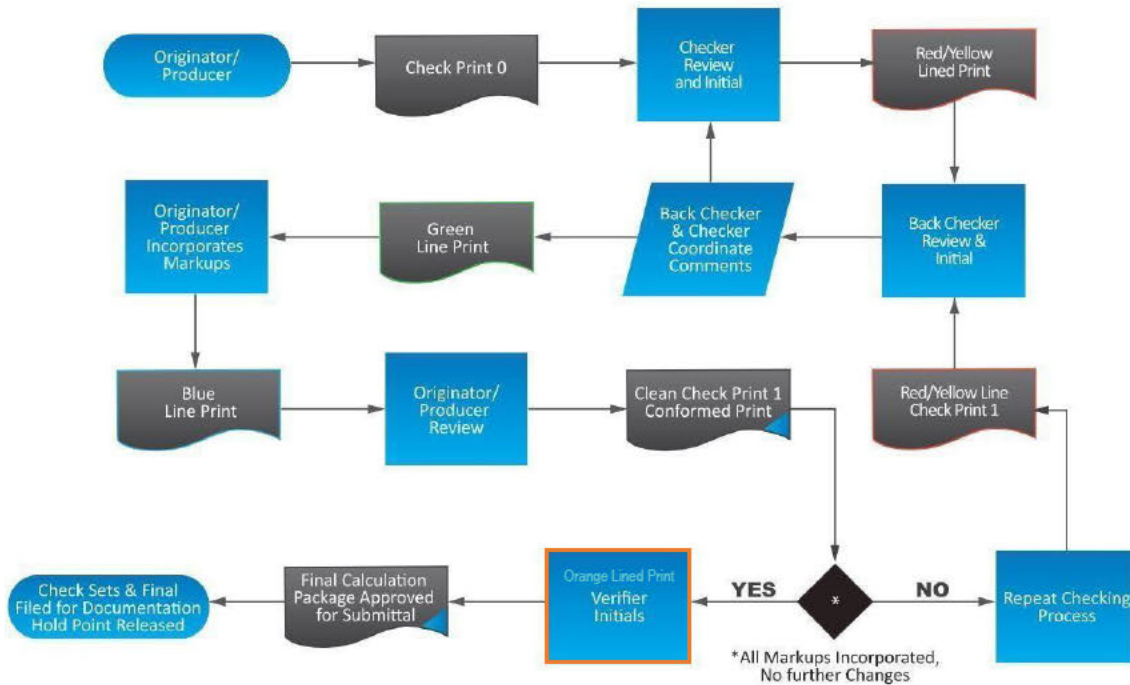 Originator/
Producer
Check Print 0
Checker
Review
and Initial
Red/Yellow
Lined Print
Originator/
Producer
Incorporates
Markups
Green
Line Print
Back Checker
& Checker
Coordinate
Comments
Back Checker
Review &
Initial
Blue
Line Print
Originator/
Producer
Review
Clean Check Print 1
Conformed Print
Red/Yellow Line
Check Print 1
Check Sets & Final
Filed for Documentation
Hold Point Released
Final Calculation
Package Approved
for Submittal
Orange Lined Print
Verifier
Initials
YES
*
NO
Repeat Checking
Process
*All Markups Incorporated,
No further Changes